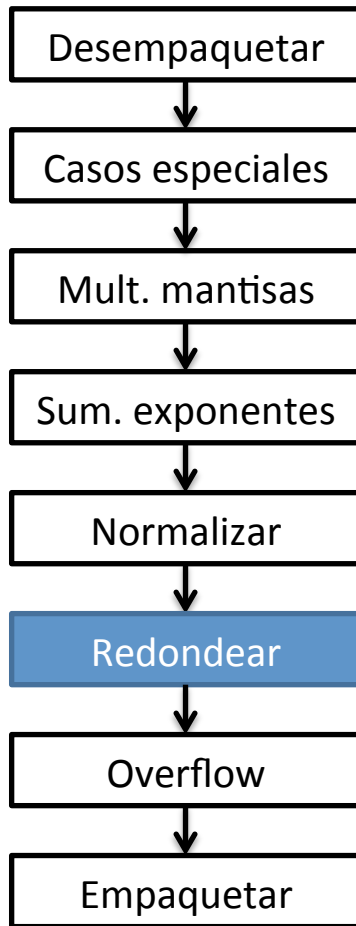 Desempaquetar
Casos especiales
Mult. mantisas
Sum. exponentes
Normalizar
Redondear
Overflow
Empaquetar